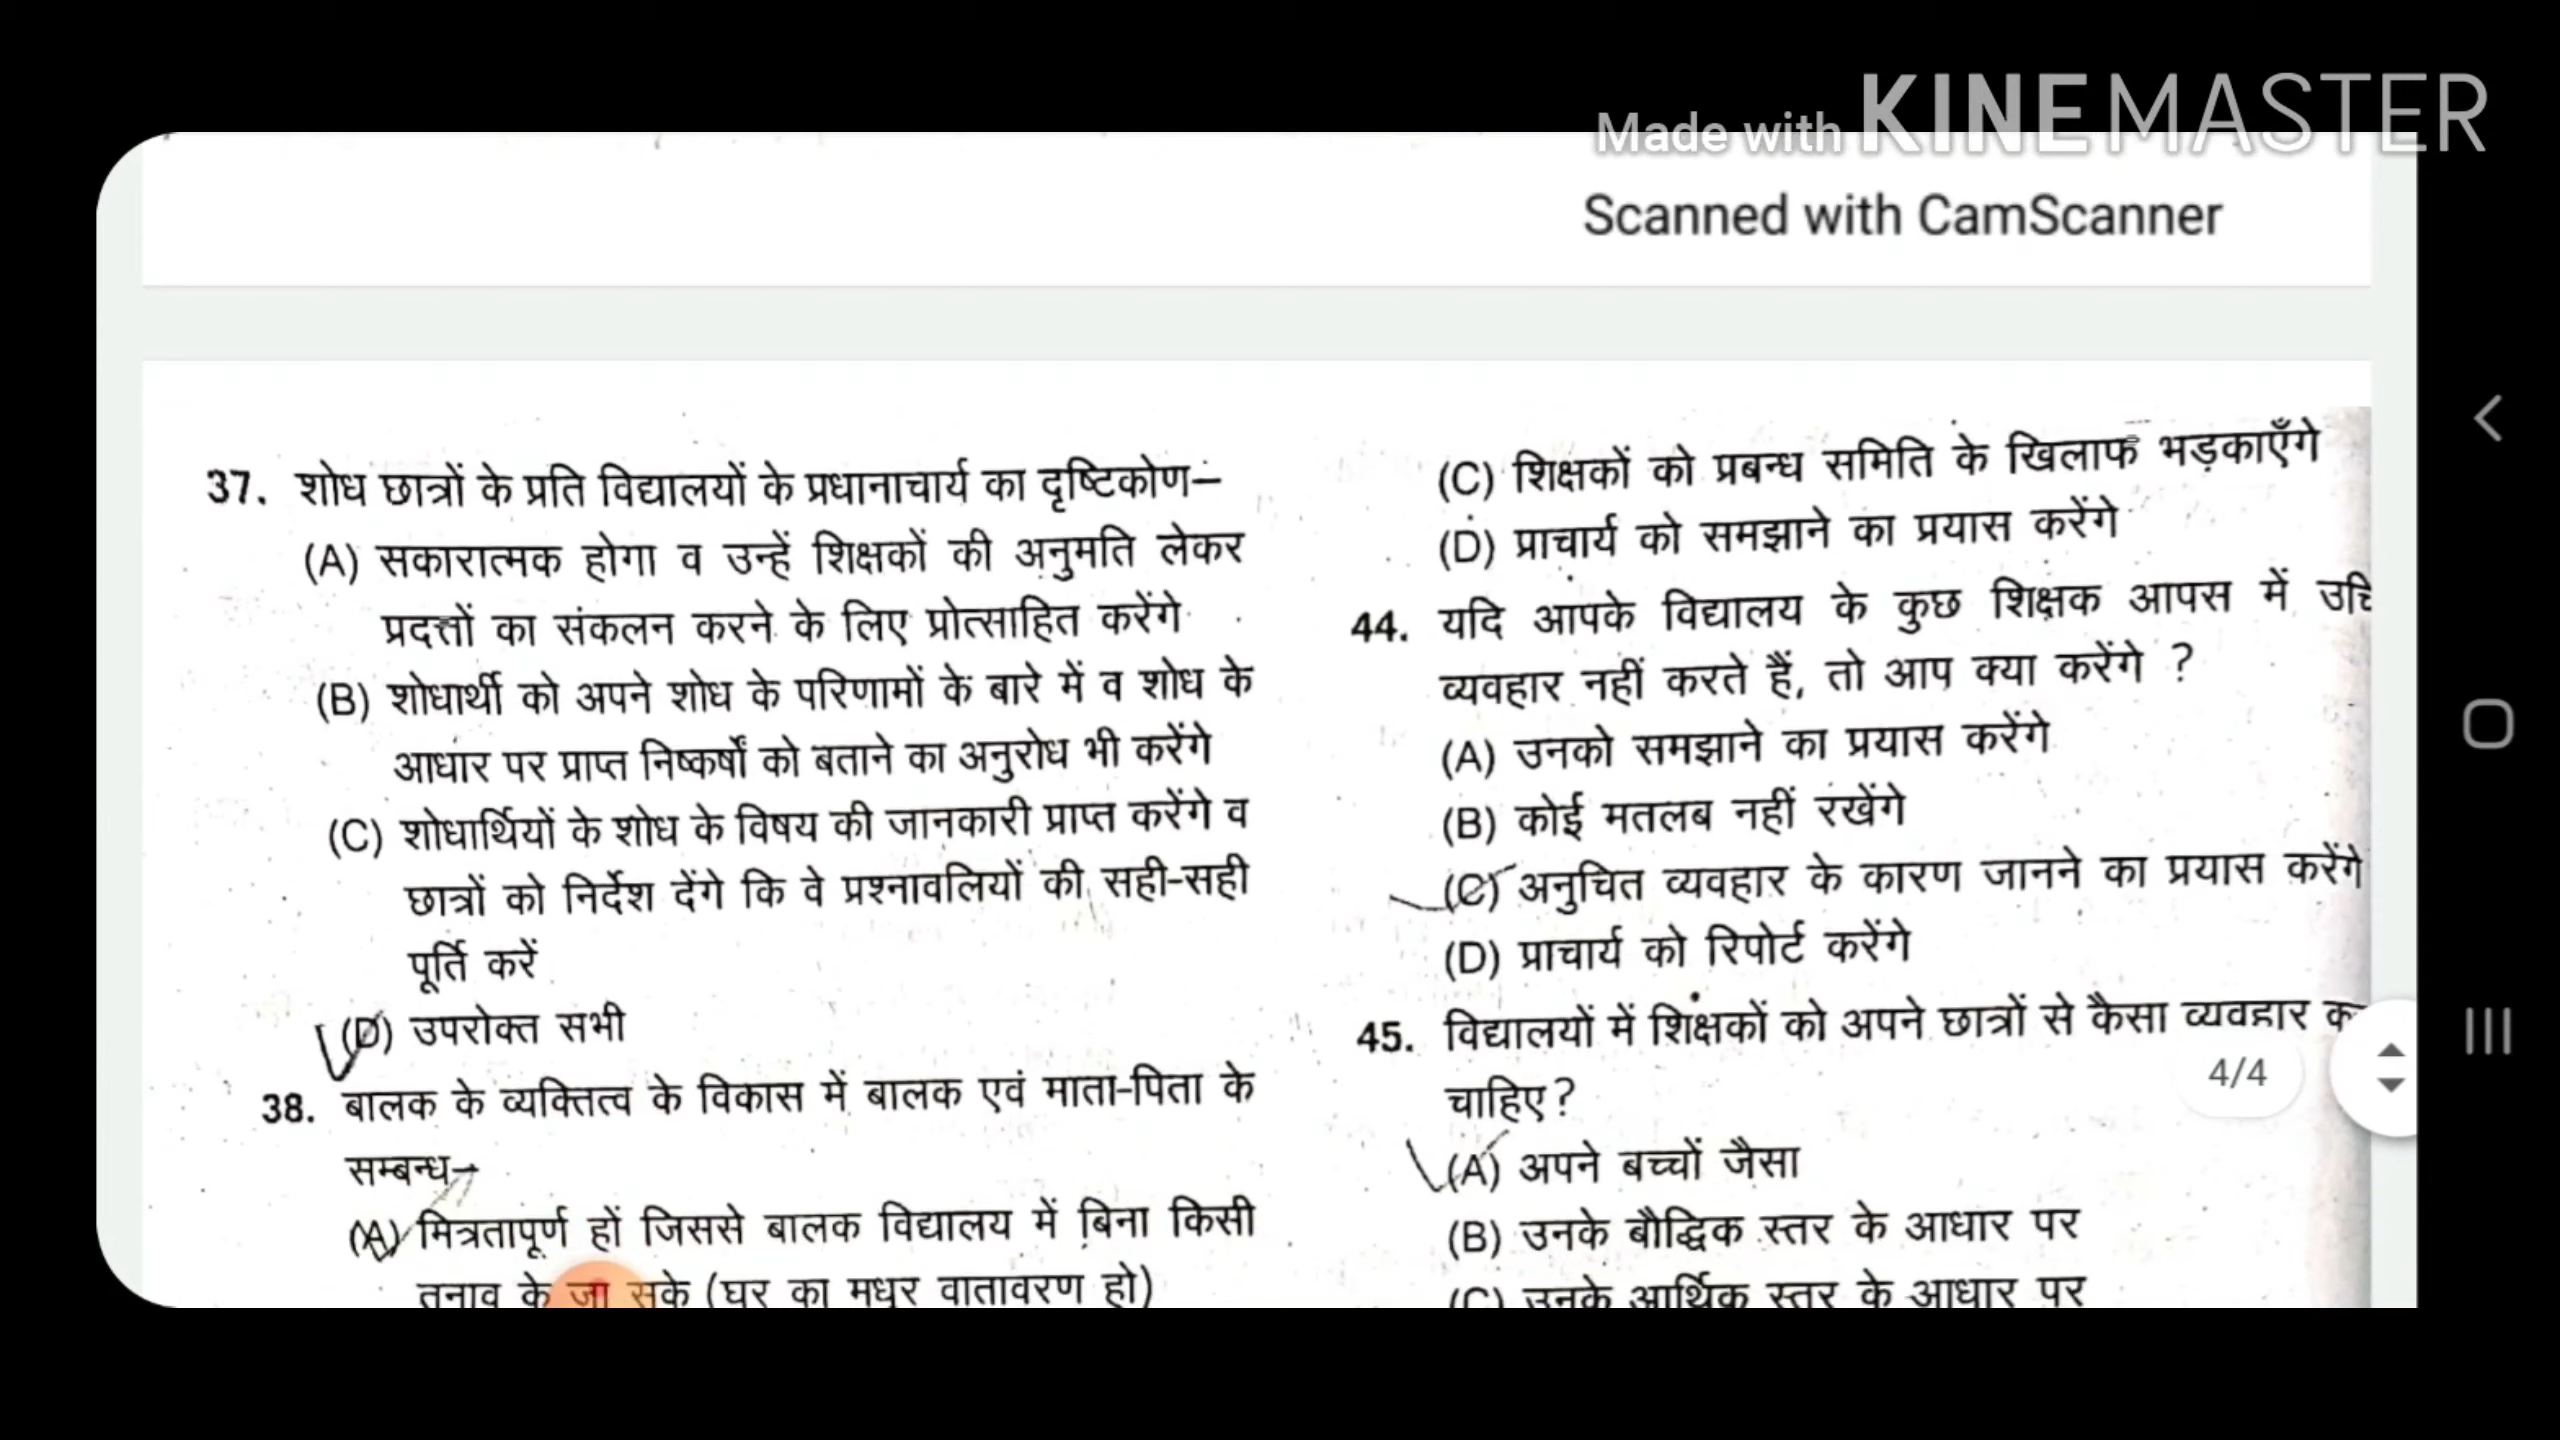 Made with KINEMASTER
Scanned with CamScanner
37. शोध छात्रों के प्रति विद्यालयों के प्रधानाचार्य का दृष्टिकोण–
(A) सकारात्मक होगा व उन्हें शिक्षकों की अनुमति लेकर
प्रदत्तों का संकलन करने के लिए प्रोत्साहित करेंगे
(B) शोधार्थी को अपने शोध के परिणामों के बारे में व शोध के
आधार पर प्राप्त निष्कर्षों को बताने का अनुरोध भी करेंगे
(C) शोधार्थियों के शोध के विषय की जानकारी प्राप्त करेंगे व
छात्रों को निर्देश देंगे कि वे प्रश्नावलियों की सही-सही
पूर्ति करें
(D) उपरोक्त सभी
38. बालक के व्यक्तित्व के विकास में बालक एवं माता-पिता के
सम्बन्ध–
(A) मित्रतापूर्ण हों जिससे बालक विद्यालय में बिना किसी
तनाव के जा सके (घर का मधुर वातावरण हो)
(C) शिक्षकों को प्रबन्ध समिति के खिलाफ भड़काएँगे
(D) प्राचार्य को समझाने का प्रयास करेंगे
44. यदि आपके विद्यालय के कुछ शिक्षक आपस में
व्यवहार नहीं करते हैं, तो आप क्या करेंगे ?
(A) उनको समझाने का प्रयास करेंगे
(B) कोई मतलब नहीं रखेंगे
(C) अनुचित व्यवहार के कारण जानने का प्रयास करेंगे
(D) प्राचार्य को रिपोर्ट करेंगे
45. विद्यालयों में शिक्षकों को अपने छात्रों से कैसा व्यवहार
चाहिए?
(A) अपने बच्चों जैसा
(B) उनके बौद्धिक स्तर के आधार पर
(C) उनके आर्थिक स्तर के आधार पर
4/4